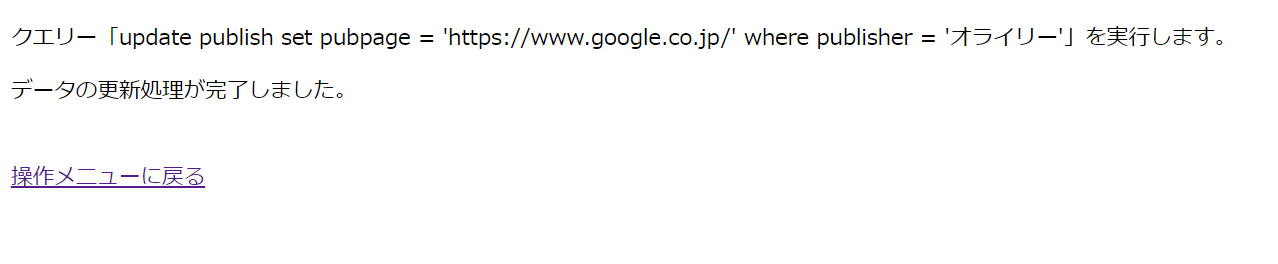 クエリー「update publish set pubpage = 'https://www.google.co.jp/' where publisher = 'オライリー'」を実行します。
データの更新処理が完了しました。
操作メニューに戻る